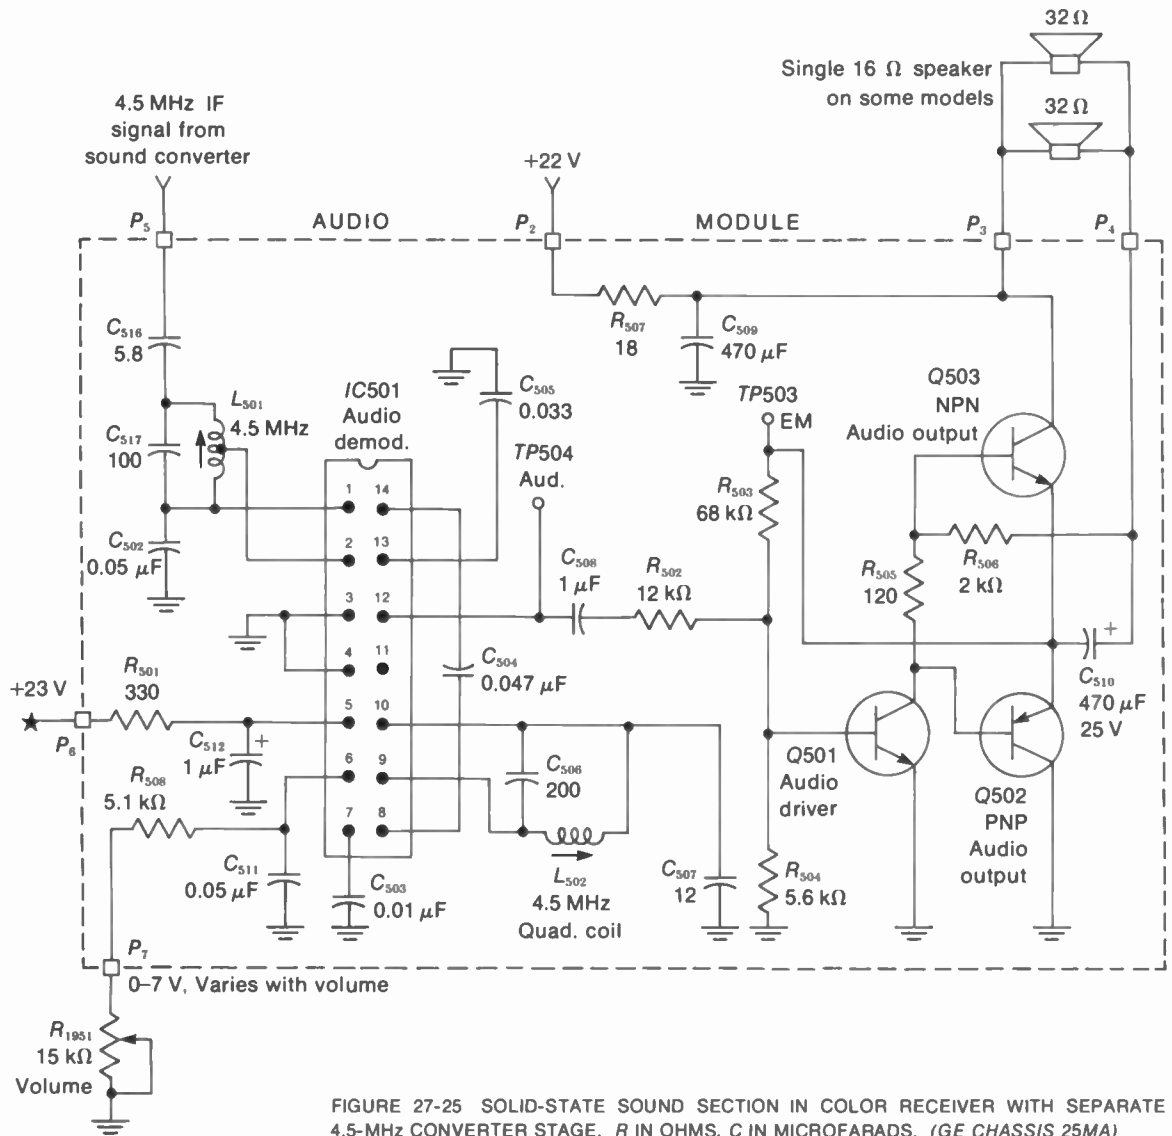 32 Ω
Single 16 Ω speaker
on some models
32 Ω
4.5 MHz IF
signal from
sound converter
+22 V
P5
AUDIO
P2
MODULE
P3
P4
C516
5.8
R507
18
C509
470 μF
L501
4.5 MHz
C517
100
IC501
Audio
demod.
C505
0.033
TP503
EM
Q503
NPN
Audio output
TP504
Aud.
R503
68 kΩ
C502
0.05 μF
1
14
2
13
3
12
4
11
5
10
6
9
7
8
C508
1 μF
R502
12 kΩ
R505
120
R506
2 kΩ
+23 V
R501
330
P6
C504
0.047 μF
+
C510
470 μF
25 V
C512
+
1 μF
R508
5.1 kΩ
C506
200
Q501
Audio
driver
Q502
PNP
Audio
output
C511
0.05 μF
C503
0.01 μF
L502
4.5 MHz
Quad. coil
C507
12
R504
5.6 kΩ
P7
0–7 V, Varies with volume
R1951
15 kΩ
Volume
FIGURE 27-25 SOLID-STATE SOUND SECTION IN COLOR RECEIVER WITH SEPARATE
4.5-MHz CONVERTER STAGE. R IN OHMS, C IN MICROFARADS. (GE CHASSIS 25MA)